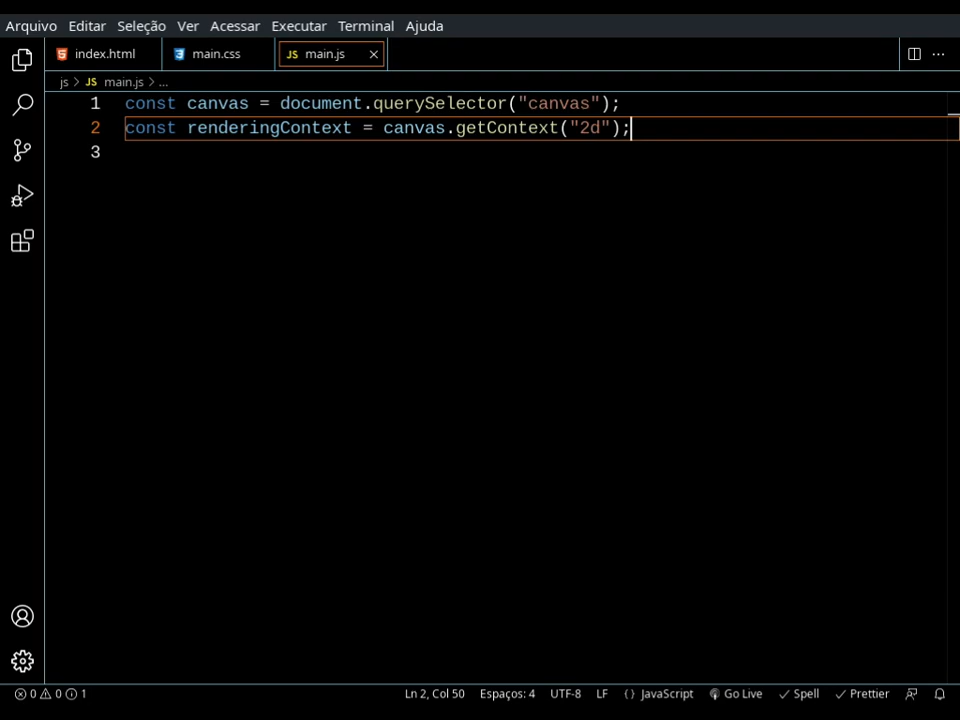 Arquivo Editar Seleção Ver Acessar Executar Terminal Ajuda
index.html main.css JS main.js
js > JS main.js > ...
1 const canvas = document.querySelector("canvas");
2 const renderingContext = canvas.getContext("2d");
3
0 0 1 Ln 2, Col 50 Espaços: 4 UTF-8 LF {} JavaScript Go Live Spell Prettier